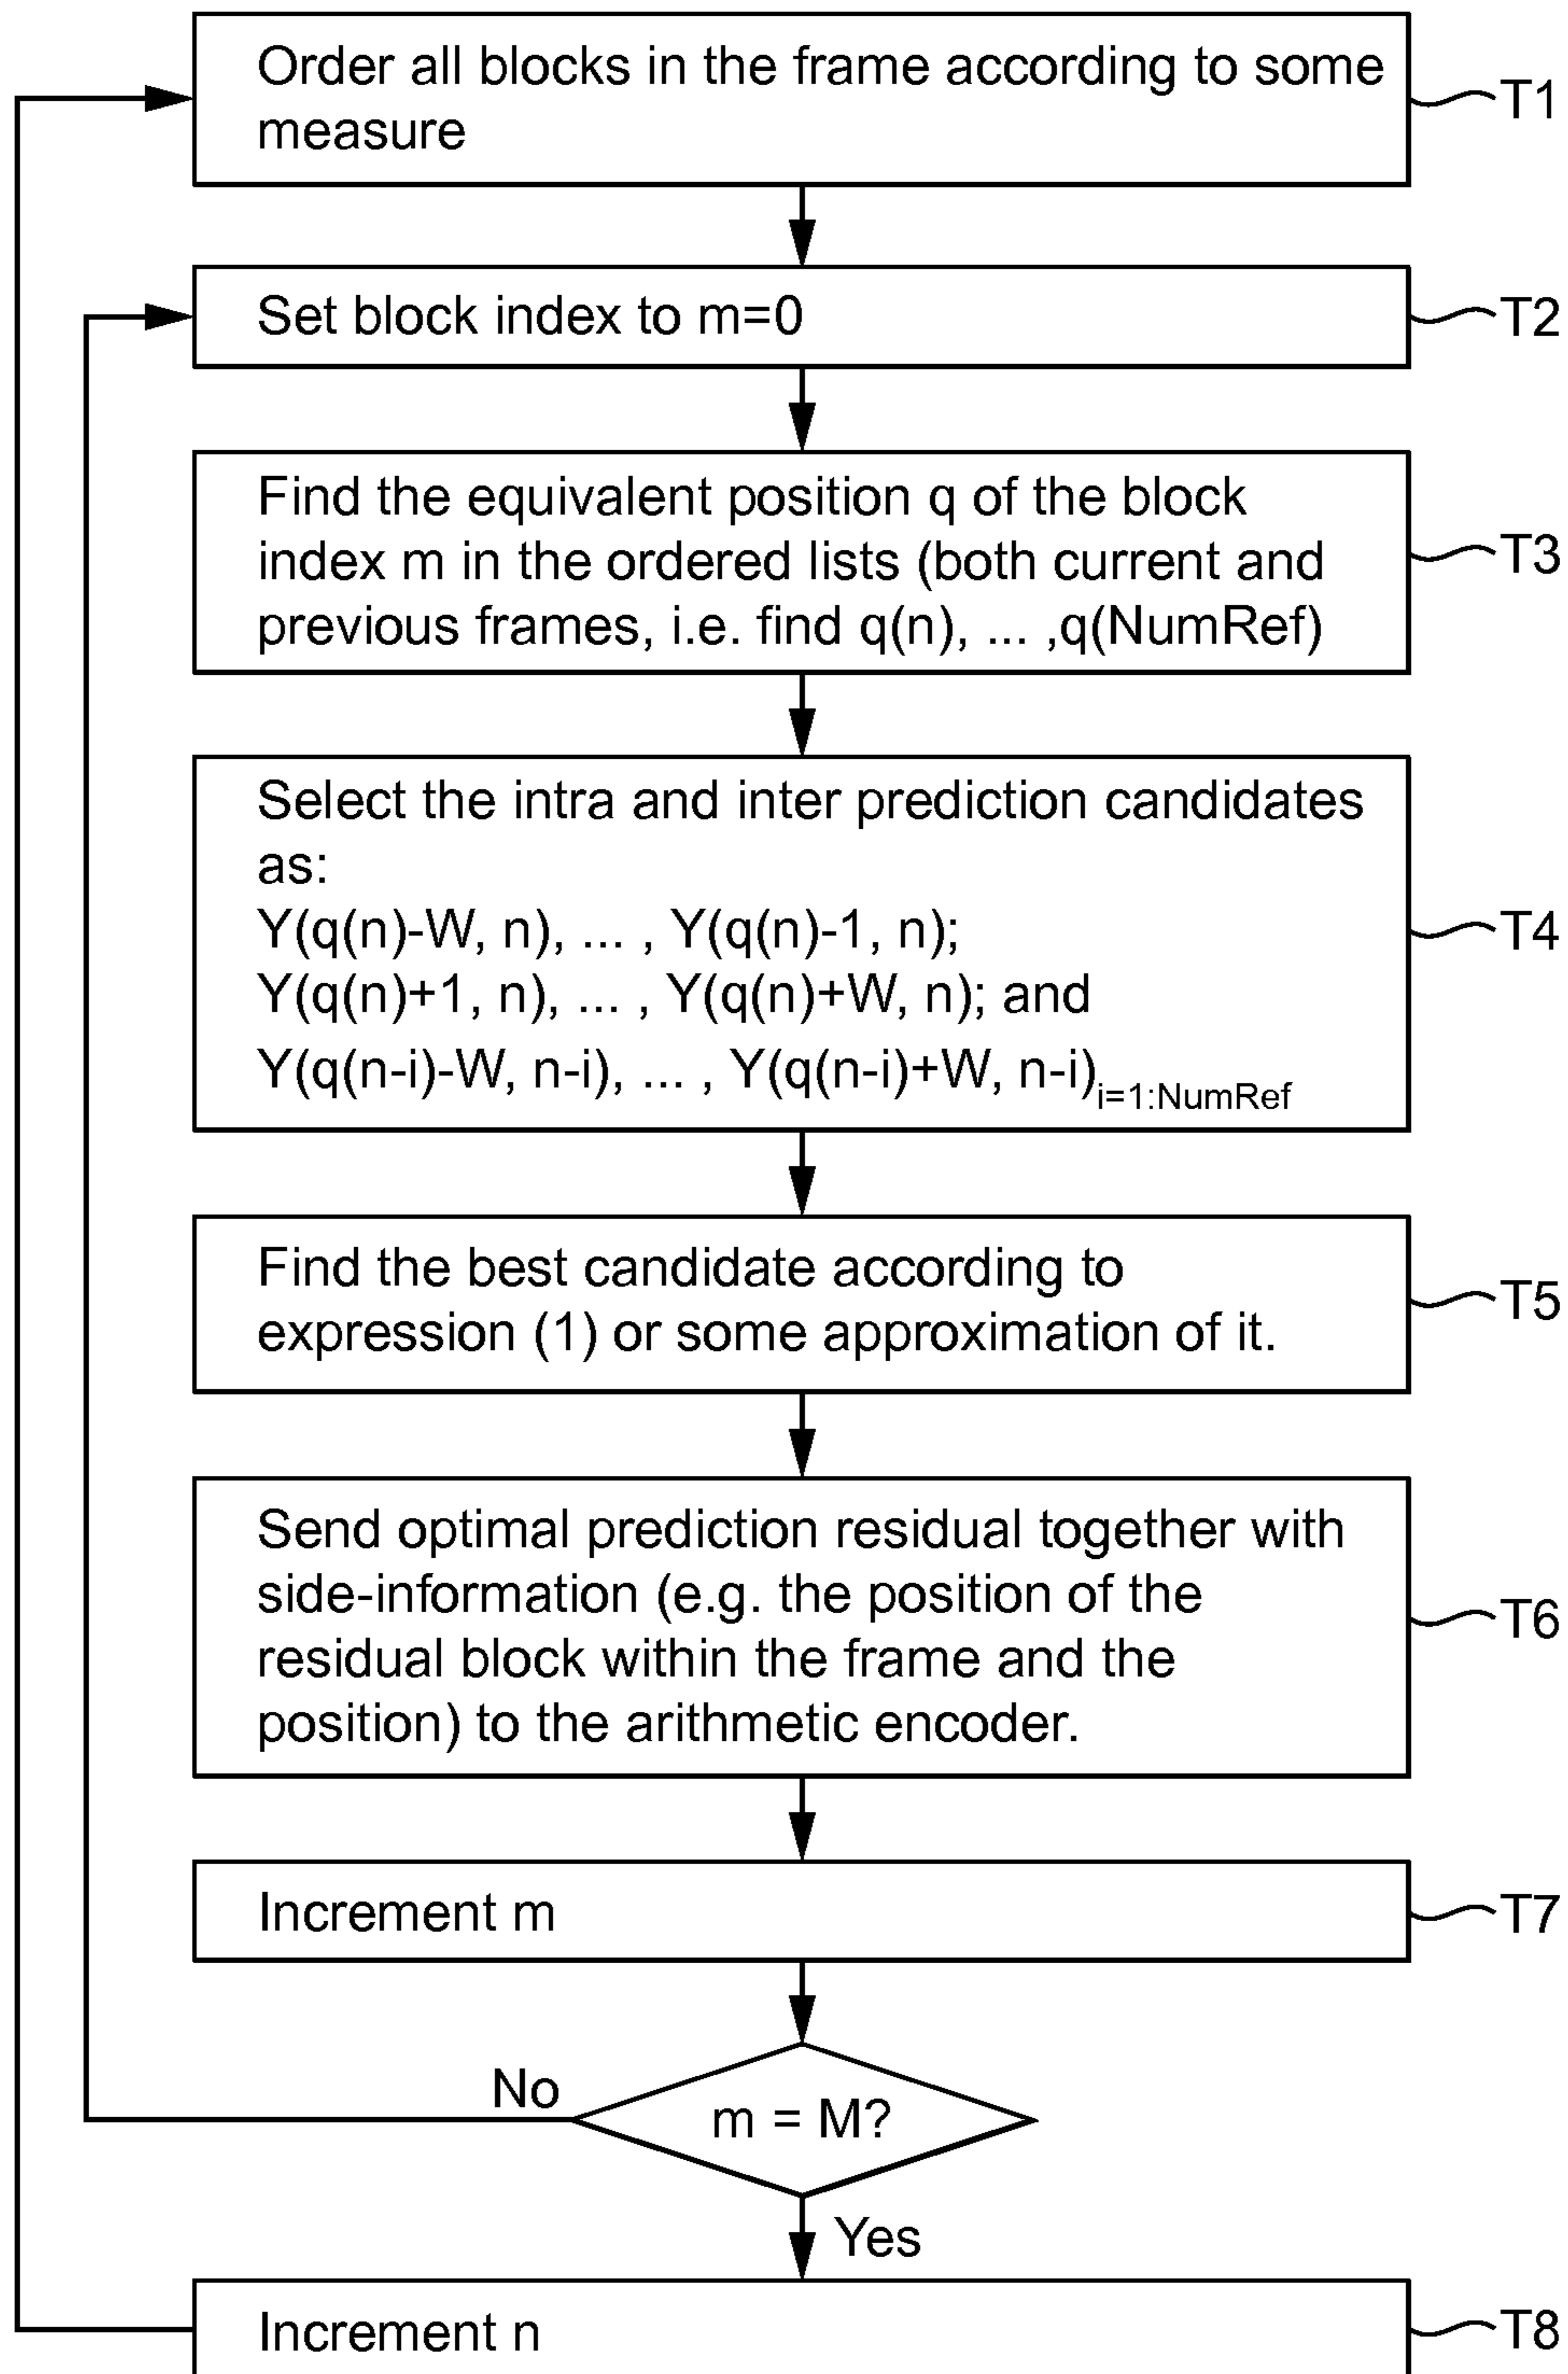 Order all blocks in the frame according to some
measure
T1
Set block index to m=0
T2
Find the equivalent position q of the block
index m in the ordered lists (both current and
previous frames, i.e. find q(n), ... ,q(NumRef)
T3
Select the intra and inter prediction candidates
as:
Y(q(n)-W, n), ... , Y(q(n)-1, n);
Y(q(n)+1, n), ... , Y(q(n)+W, n); and
Y(q(n-i)-W, n-i), ... , Y(q(n-i)+W, n-i)i=1:NumRef
T4
Find the best candidate according to
expression (1) or some approximation of it.
T5
Send optimal prediction residual together with
side-information (e.g. the position of the
residual block within the frame and the
position) to the arithmetic encoder.
T6
Increment m
T7
No
m = M?
Yes
Increment n
T8